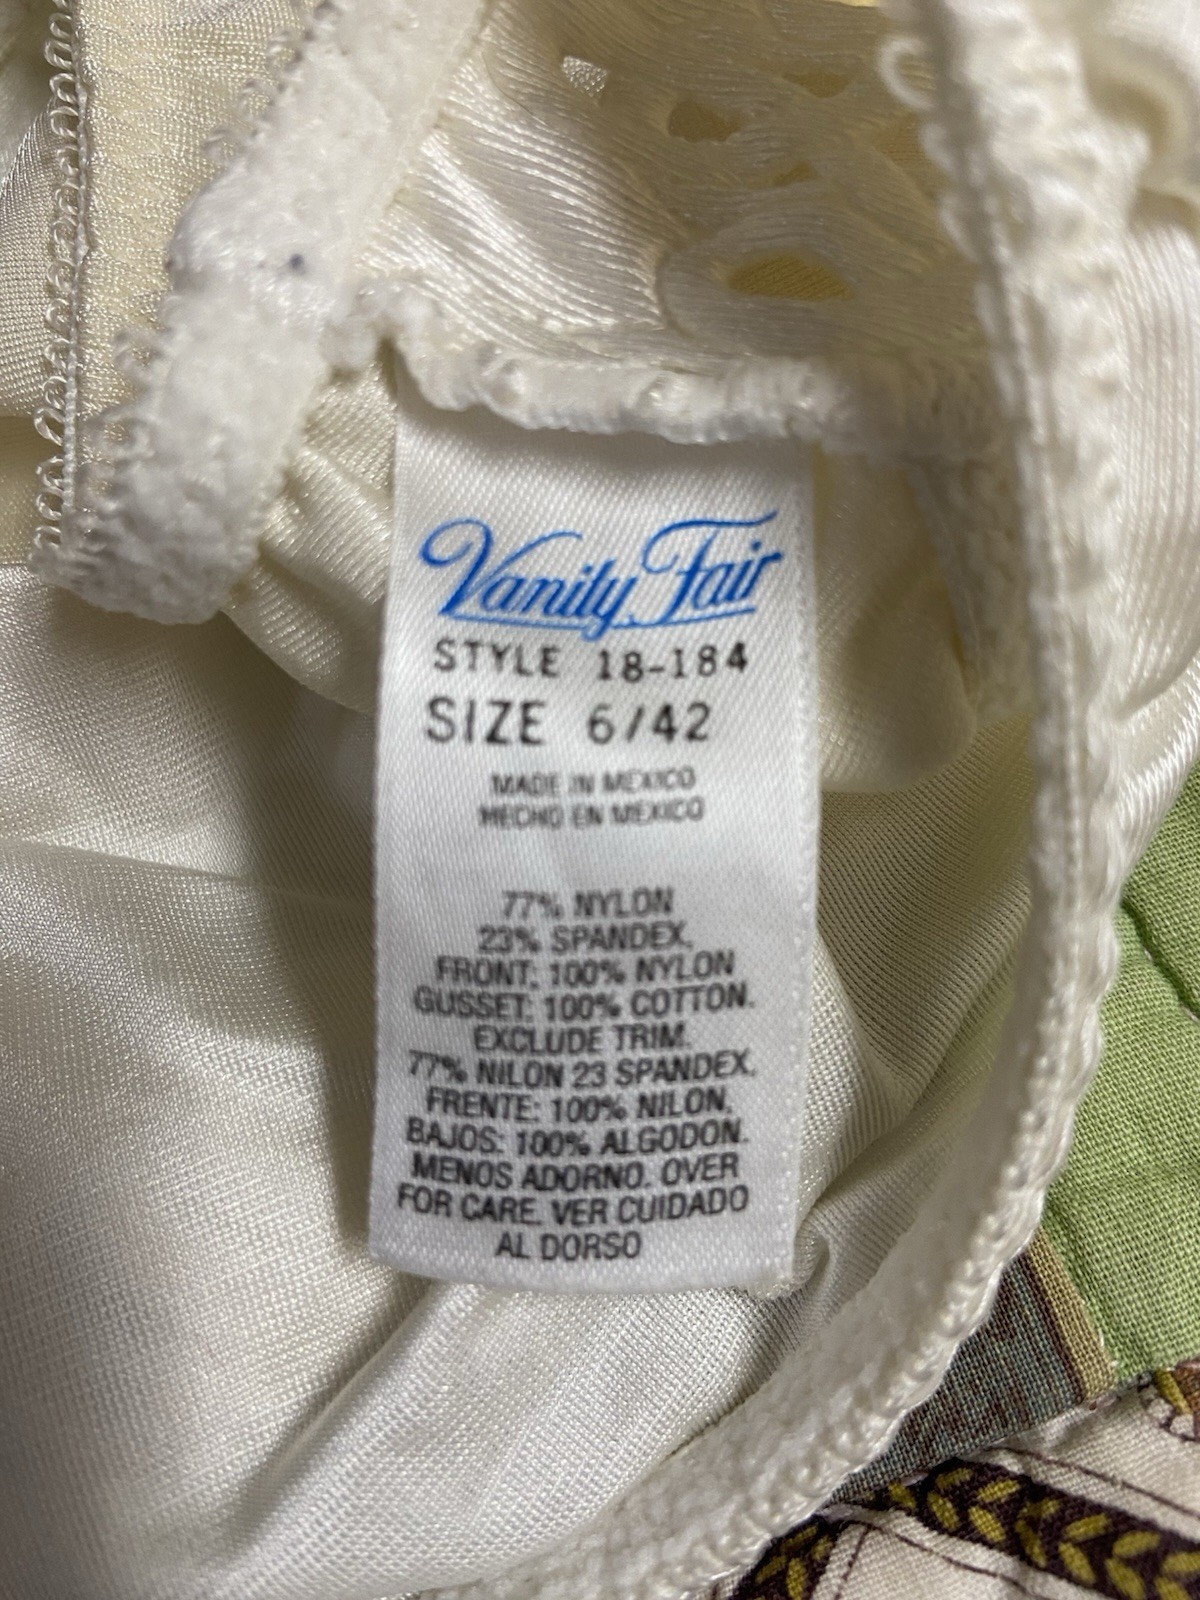 Vanity Fair
STYLE 18-184
SIZE 6/42
MADE IN MEXICO
HECHO EN MEXICO
77% NYLON
23% SPANDEX.
FRONT: 100% NYLON
GUSSET: 100% COTTON.
EXCLUDE TRIM.
77% NILON 23 SPANDEX.
FRENTE: 100% NILON.
BAJOS: 100% ALGODON.
MENOS ADORNO. OVER
FOR CARE. VER CUIDADO
AL DORSO